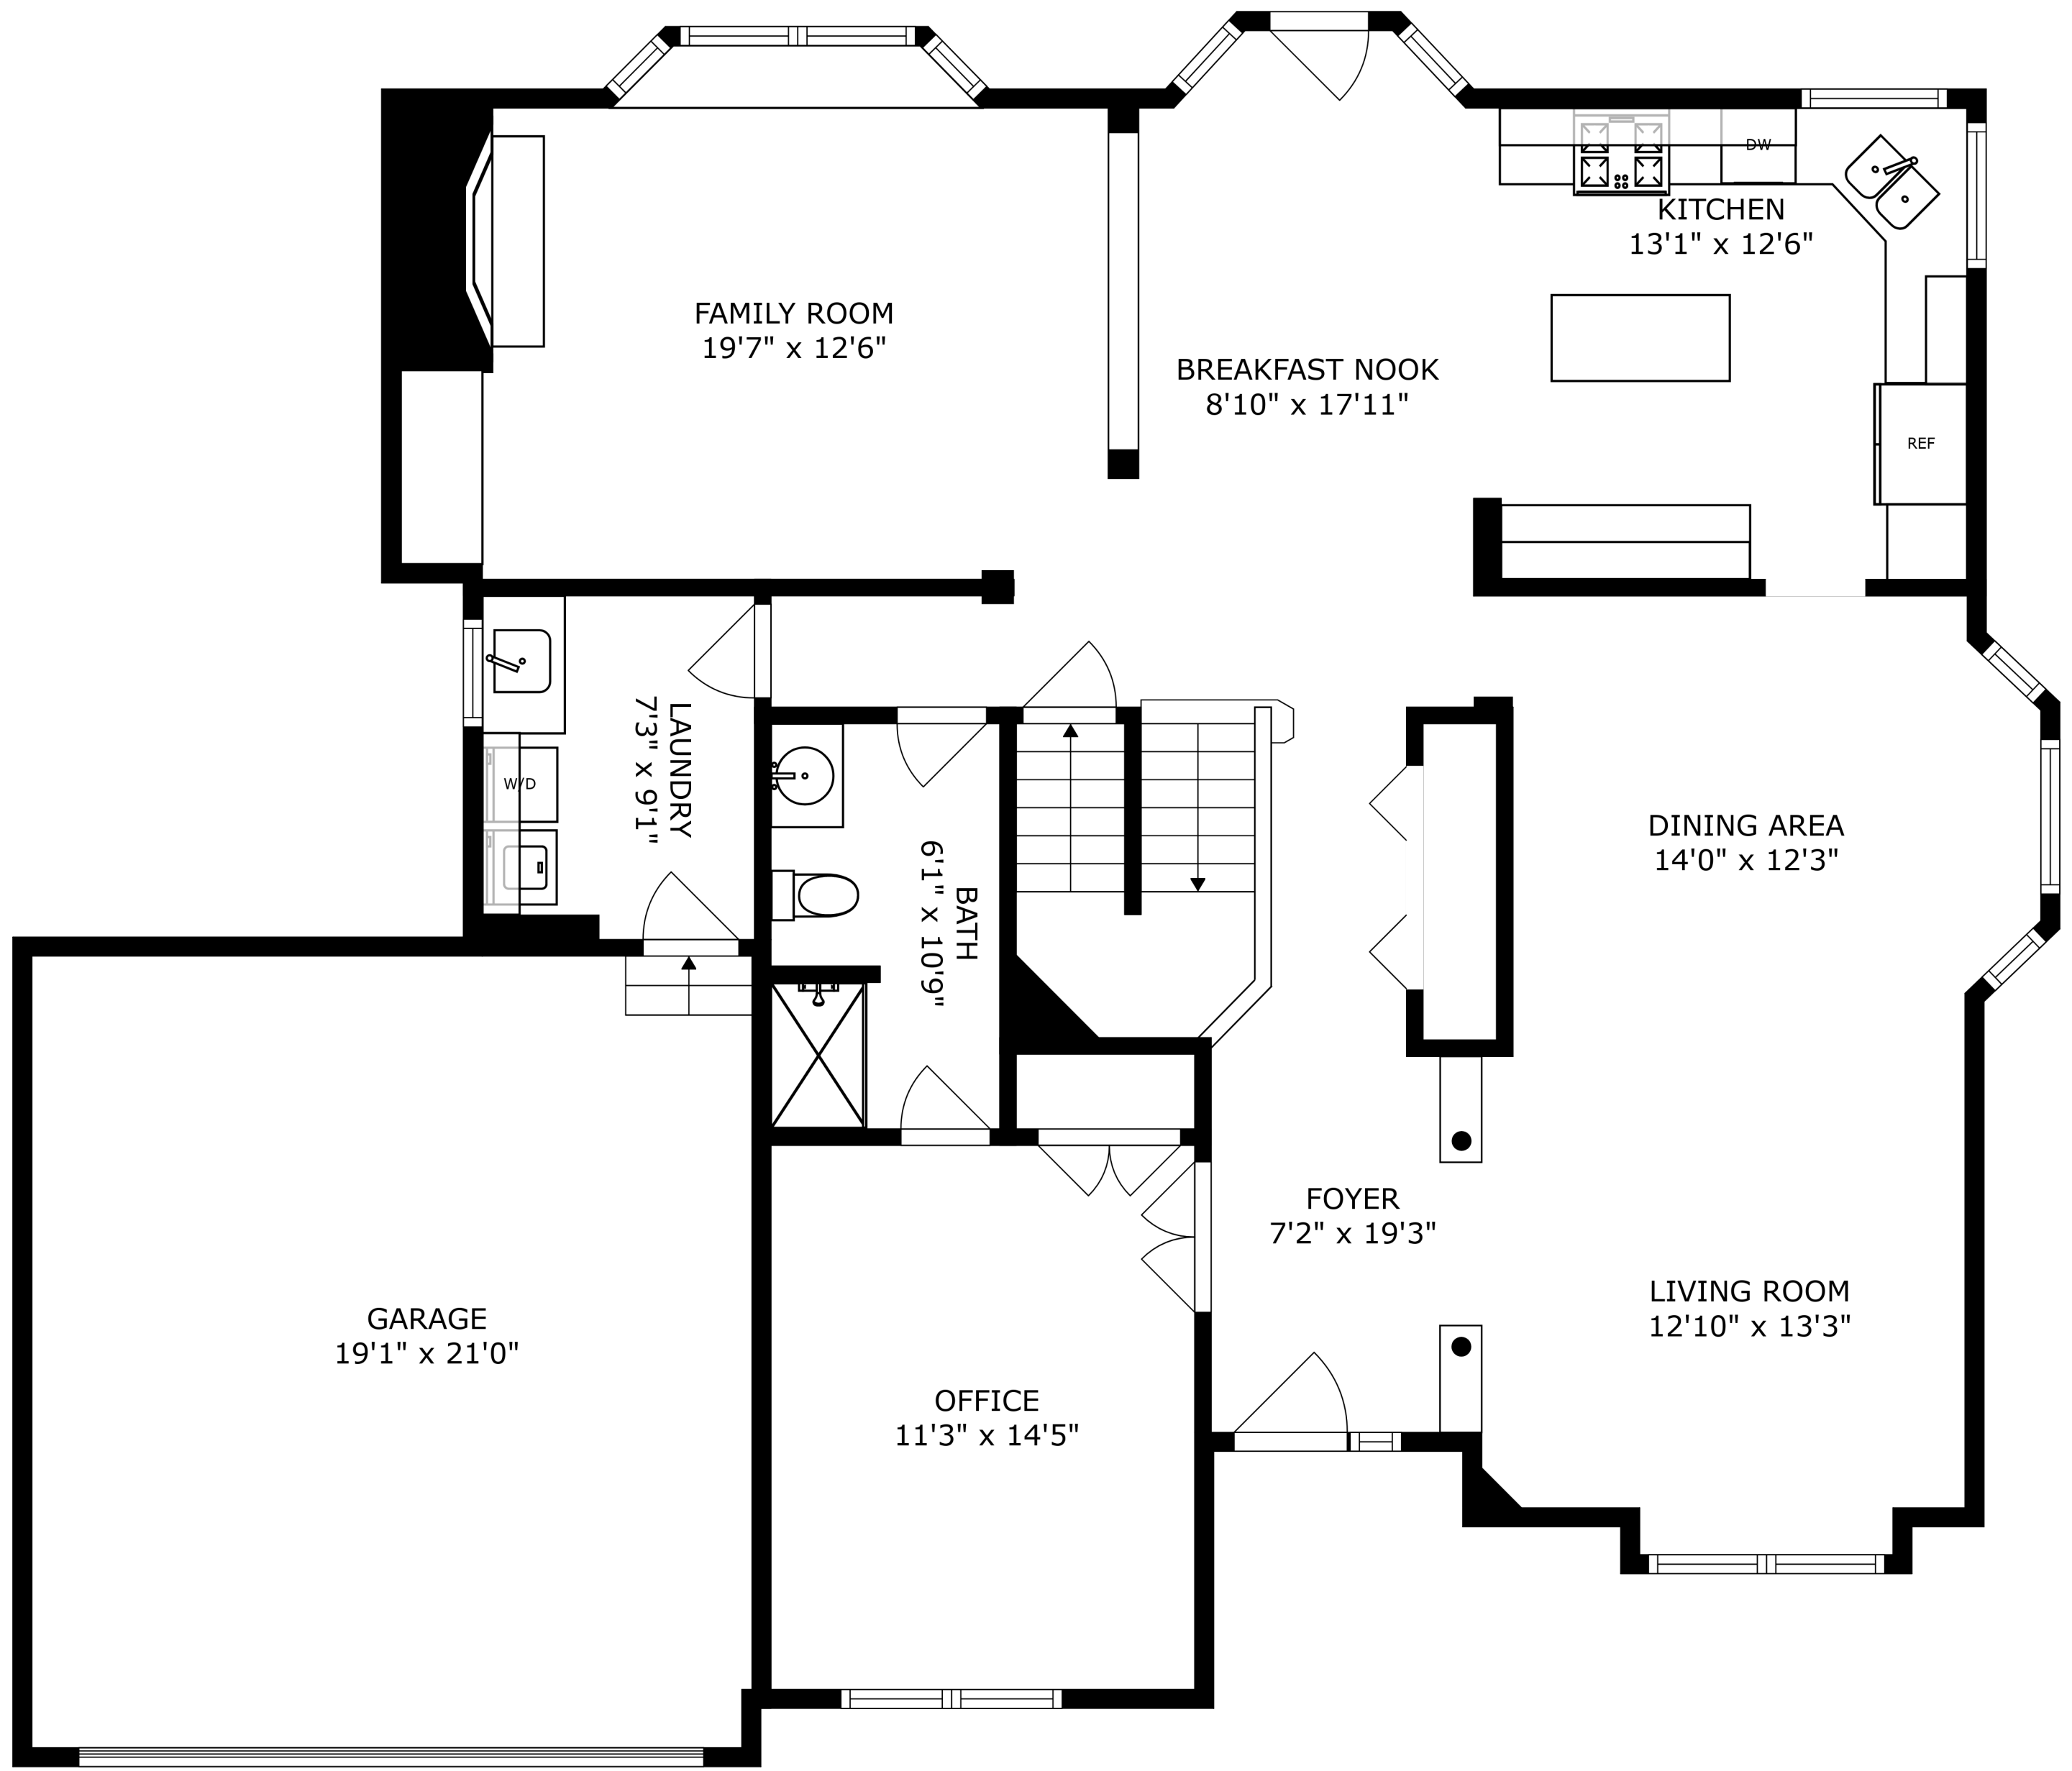 DW
KITCHEN
13'1" x 12'6"
FAMILY ROOM
19'7" x 12'6"
BREAKFAST NOOK
8'10" x 17'11"
REF
LAUNDRY
7'3" x 9'1"
W/D
DINING AREA
14'0" x 12'3"
BATH
6'1" x 10'9"
FOYER
7'2" x 19'3"
LIVING ROOM
12'10" x 13'3"
GARAGE
19'1" x 21'0"
OFFICE
11'3" x 14'5"